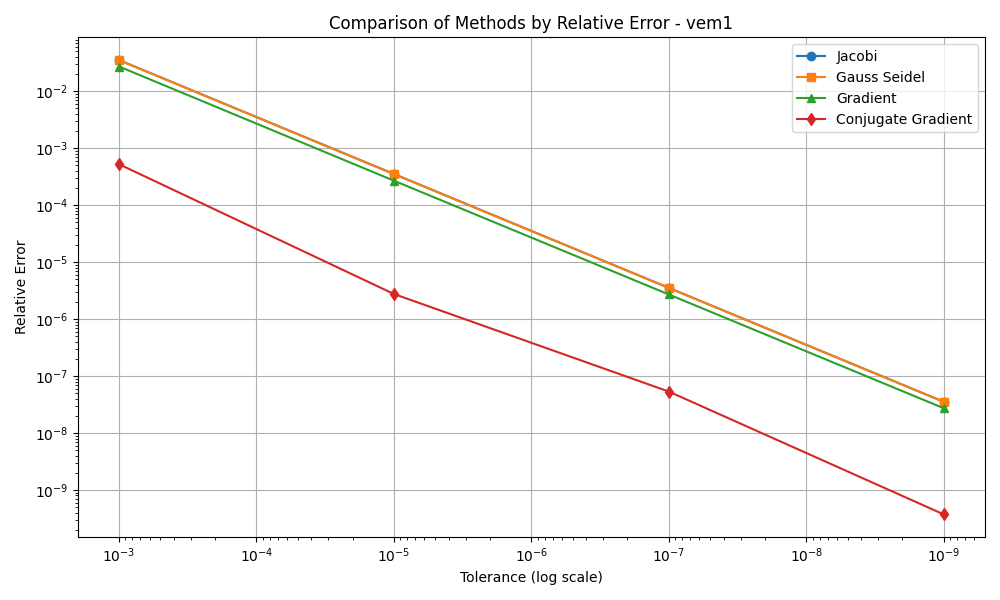 Comparison of Methods by Relative Error - vem1
Jacobi
Gauss Seidel
Gradient
Conjugate Gradient
Relative Error
10⁻²
10⁻³
10⁻⁴
10⁻⁵
10⁻⁶
10⁻⁷
10⁻⁸
10⁻⁹
10⁻³ 10⁻⁴ 10⁻⁵ 10⁻⁶ 10⁻⁷ 10⁻⁸ 10⁻⁹
Tolerance (log scale)